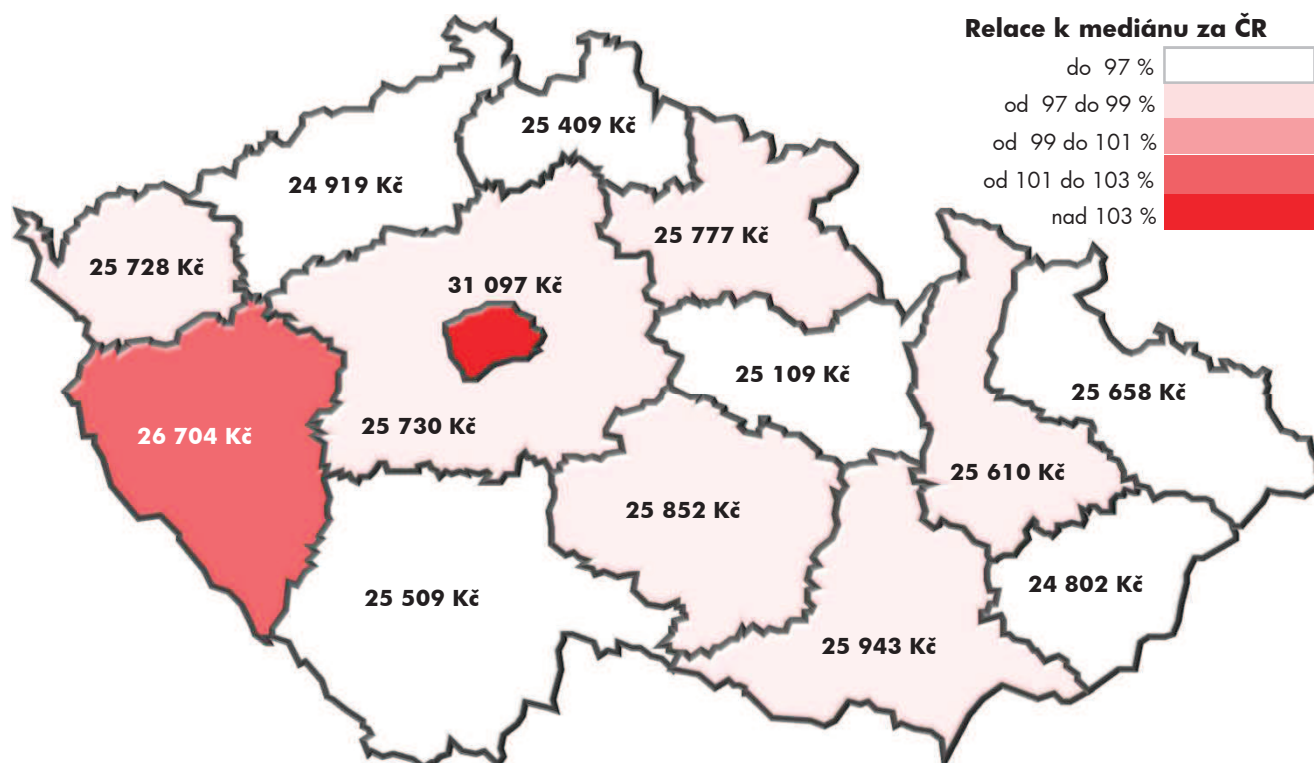 Relace k mediánu za ČR
do 97 %
od 97 do 99 %
od 99 do 101 %
od 101 do 103 %
nad 103 %
25 409 Kč
24 919 Kč
25 777 Kč
25 728 Kč
31 097 Kč
25 109 Kč
25 658 Kč
26 704 Kč
25 730 Kč
25 610 Kč
25 852 Kč
24 802 Kč
25 509 Kč
25 943 Kč